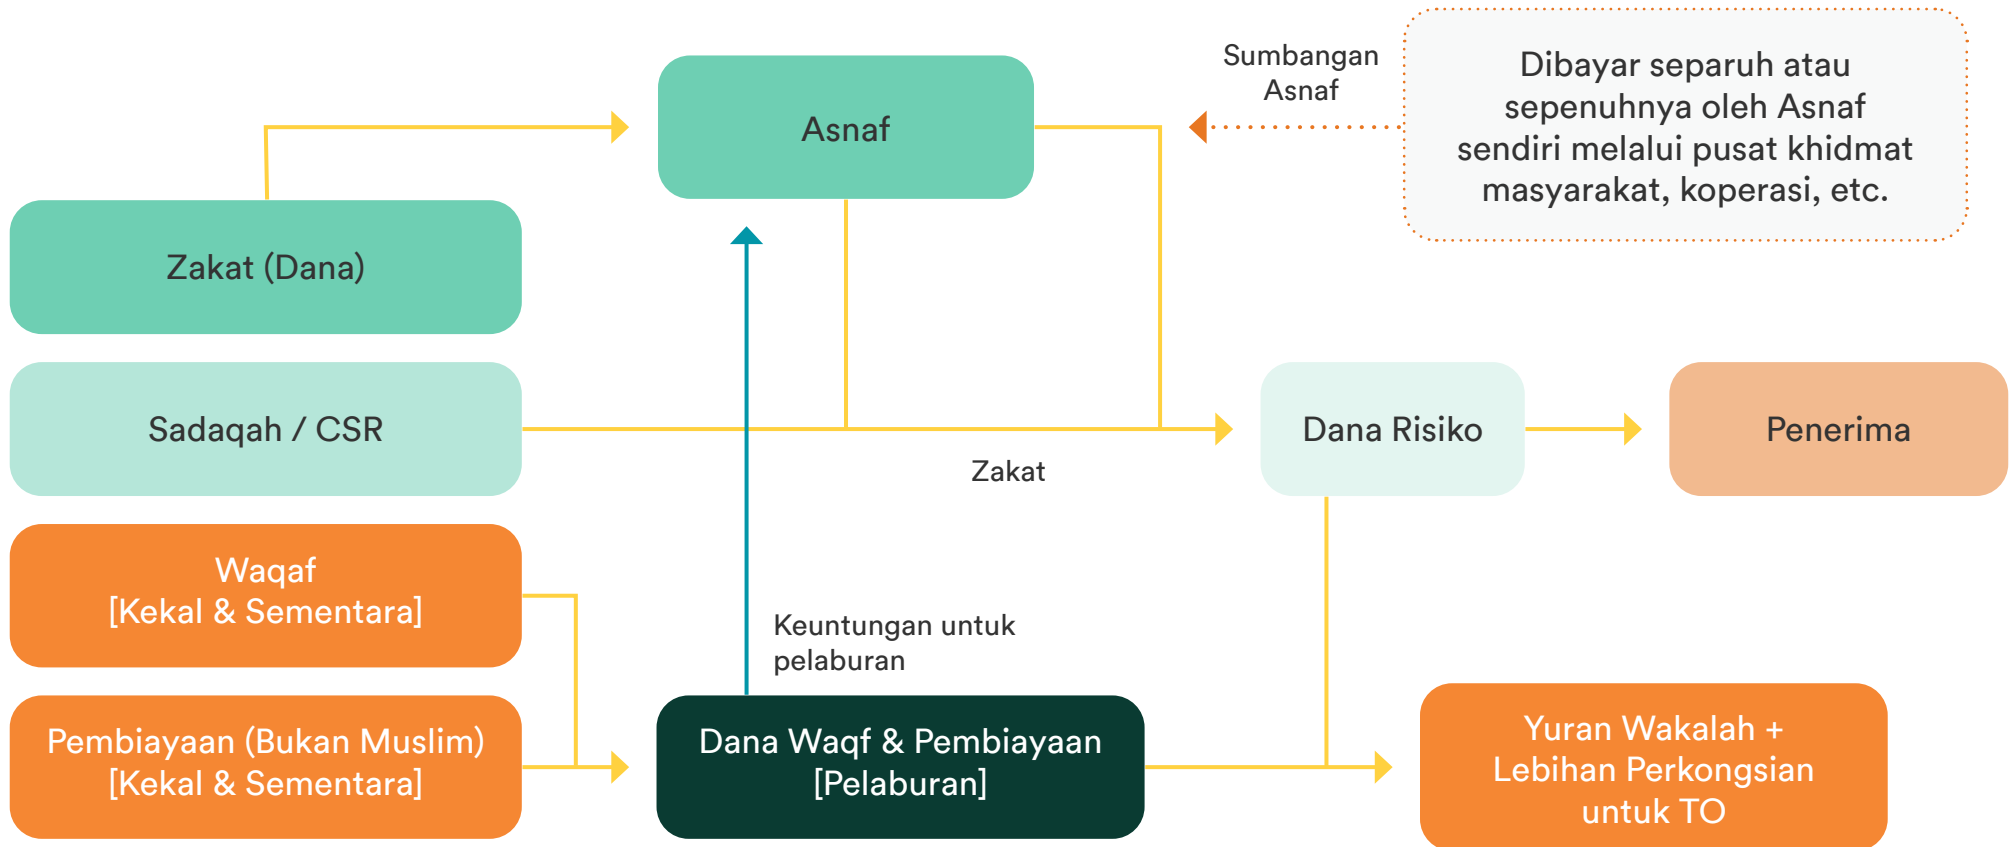 Sumbangan
Asnaf
Dibayar separuh atau
sepenuhnya oleh Asnaf
sendiri melalui pusat khidmat
masyarakat, koperasi, etc.
Asnaf
Zakat (Dana)
Sadaqah / CSR
Zakat
Dana Risiko
Penerima
Waqaf
[Kekal & Sementara]
Keuntungan untuk
pelaburan
Pembiayaan (Bukan Muslim)
[Kekal & Sementara]
Dana Waqf & Pembiayaan
[Pelaburan]
Yuran Wakalah +
Lebihan Perkongsian
untuk TO